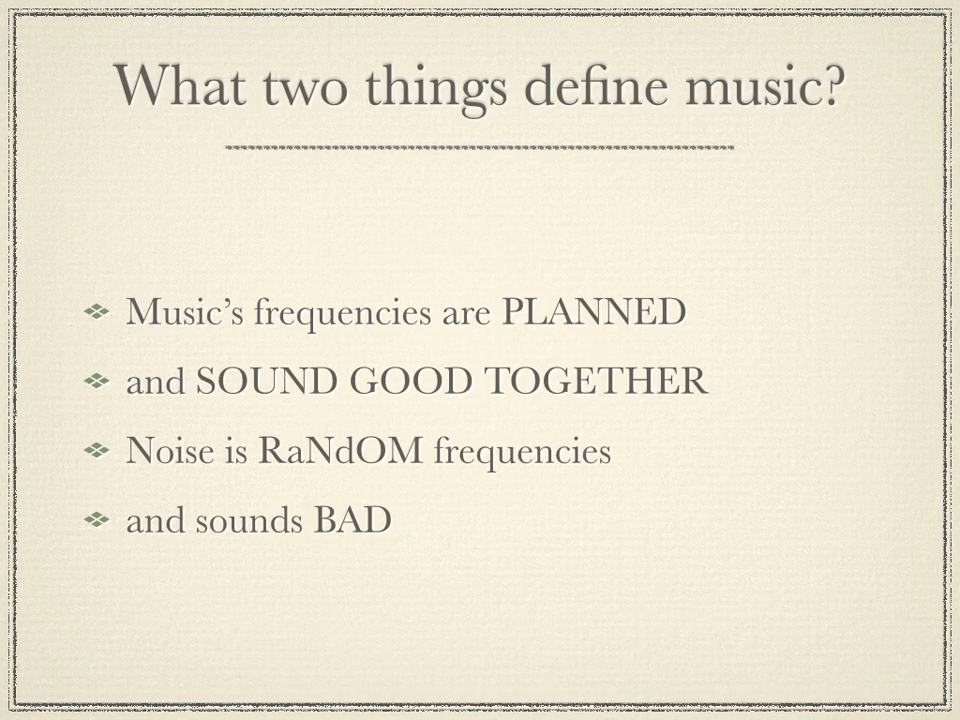 What two things define music?
Music’s frequencies are PLANNED
and SOUND GOOD TOGETHER
Noise is RaNdOM frequencies
and sounds BAD